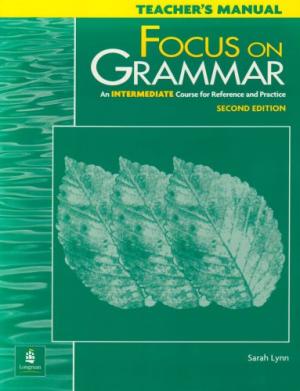 TEACHER'S MANUAL
FOCUS ON
GRAMMAR
An INTERMEDIATE Course for Reference and Practice
SECOND EDITION
Sarah Lynn
Longman